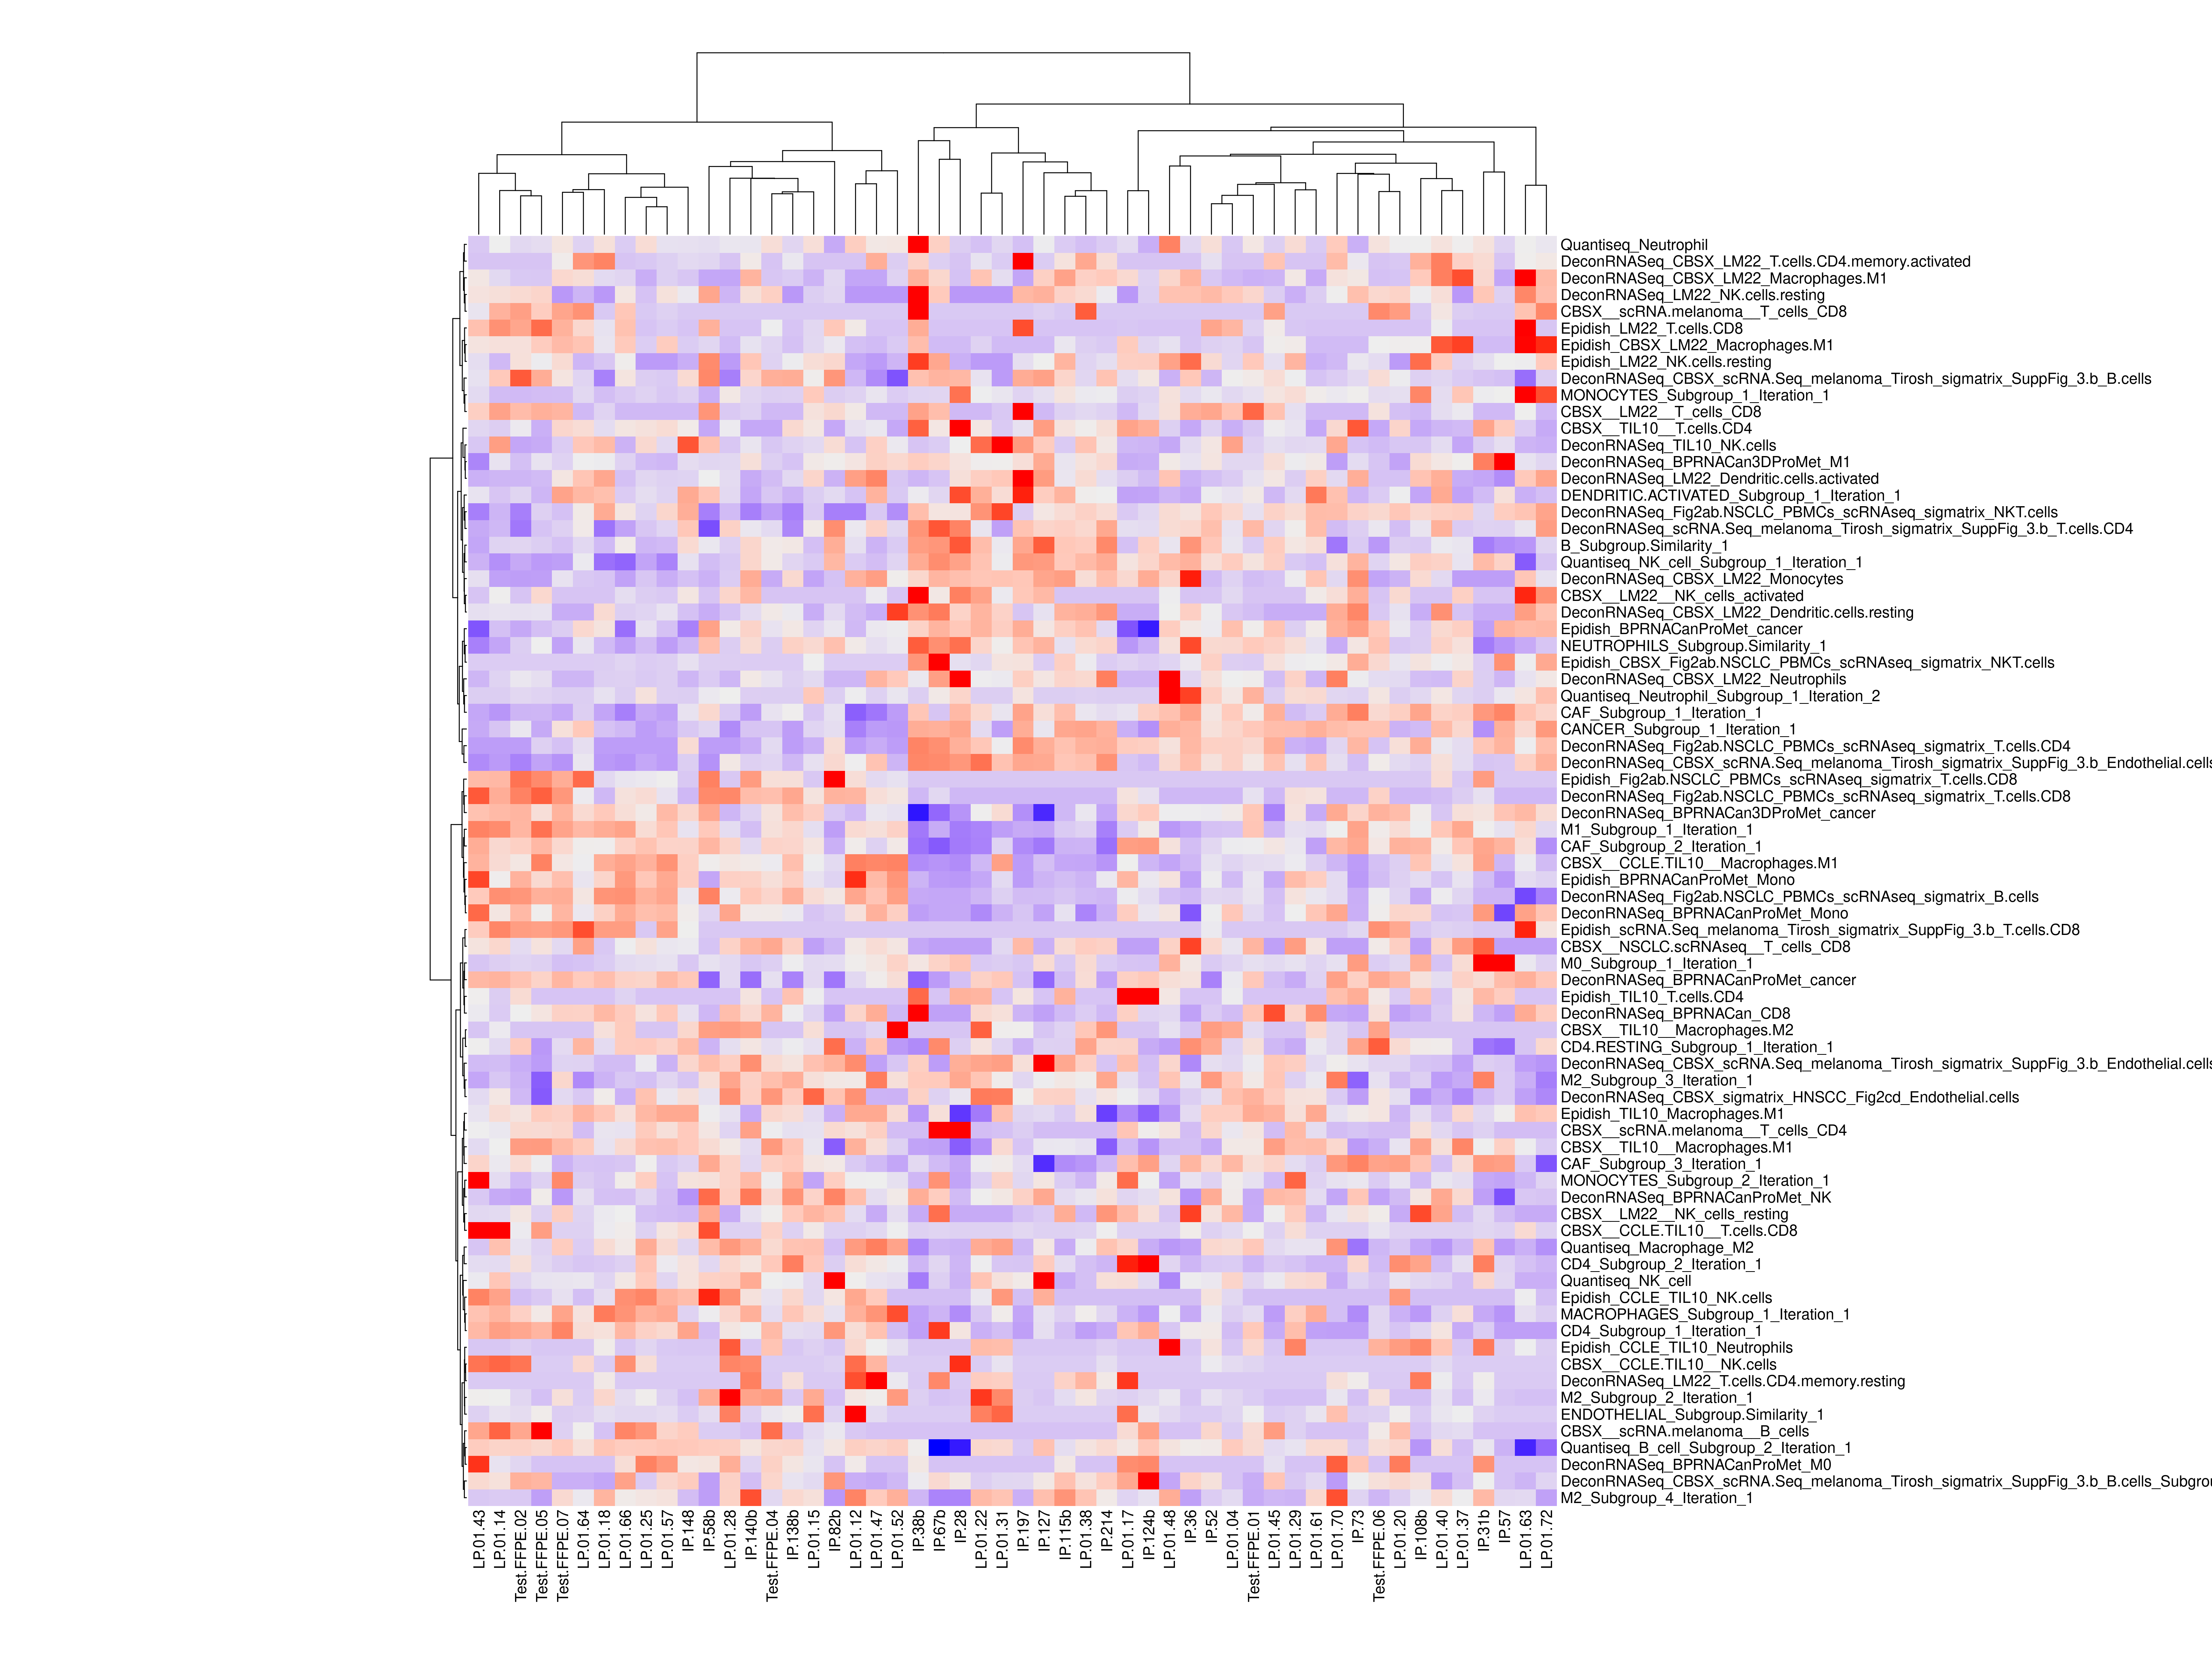 Quantiseq_Neutrophil
DeconRNASeq_CBSX_LM22_T.cells.CD4.memory.activated
DeconRNASeq_CBSX_LM22_Macrophages.M1
DeconRNASeq_LM22_NK.cells.resting
CBSX__scRNA.melanoma__T_cells_CD8
Epidish_LM22_T.cells.CD8
Epidish_CBSX_LM22_Macrophages.M1
Epidish_LM22_NK.cells.resting
DeconRNASeq_CBSX_scRNA.Seq_melanoma_Tirosh_sigmatrix_SuppFig_3.b_B.cells
MONOCYTES_Subgroup_1_Iteration_1
CBSX__LM22__T_cells_CD8
CBSX__TIL10__T.cells.CD4
DeconRNASeq_TIL10_NK.cells
DeconRNASeq_BPRNACan3DProMet_M1
DeconRNASeq_LM22_Dendritic.cells.activated
DENDRITIC.ACTIVATED_Subgroup_1_Iteration_1
DeconRNASeq_Fig2ab.NSCLC_PBMCs_scRNAseq_sigmatrix_NKT.cells
DeconRNASeq_scRNA.Seq_melanoma_Tirosh_sigmatrix_SuppFig_3.b_T.cells.CD4
B_Subgroup.Similarity_1
Quantiseq_NK_cell_Subgroup_1_Iteration_1
DeconRNASeq_CBSX_LM22_Monocytes
CBSX__LM22__NK_cells_activated
DeconRNASeq_CBSX_LM22_Dendritic.cells.resting
Epidish_BPRNACanProMet_cancer
NEUTROPHILS_Subgroup.Similarity_1
Epidish_CBSX_Fig2ab.NSCLC_PBMCs_scRNAseq_sigmatrix_NKT.cells
DeconRNASeq_CBSX_LM22_Neutrophils
Quantiseq_Neutrophil_Subgroup_1_Iteration_2
CAF_Subgroup_1_Iteration_1
CANCER_Subgroup_1_Iteration_1
DeconRNASeq_Fig2ab.NSCLC_PBMCs_scRNAseq_sigmatrix_T.cells.CD4
DeconRNASeq_CBSX_scRNA.Seq_melanoma_Tirosh_sigmatrix_SuppFig_3.b_Endothelial.cells
Epidish_Fig2ab.NSCLC_PBMCs_scRNAseq_sigmatrix_T.cells.CD8
DeconRNASeq_Fig2ab.NSCLC_PBMCs_scRNAseq_sigmatrix_T.cells.CD8
DeconRNASeq_BPRNACan3DProMet_cancer
M1_Subgroup_1_Iteration_1
CAF_Subgroup_2_Iteration_1
CBSX__CCLE.TIL10__Macrophages.M1
Epidish_BPRNACanProMet_Mono
DeconRNASeq_Fig2ab.NSCLC_PBMCs_scRNAseq_sigmatrix_B.cells
DeconRNASeq_BPRNACanProMet_Mono
Epidish_scRNA.Seq_melanoma_Tirosh_sigmatrix_SuppFig_3.b_T.cells.CD8
CBSX__NSCLC.scRNAseq__T_cells_CD8
M0_Subgroup_1_Iteration_1
DeconRNASeq_BPRNACanProMet_cancer
Epidish_TIL10_T.cells.CD4
DeconRNASeq_BPRNACan_CD8
CBSX__TIL10__Macrophages.M2
CD4.RESTING_Subgroup_1_Iteration_1
DeconRNASeq_CBSX_scRNA.Seq_melanoma_Tirosh_sigmatrix_SuppFig_3.b_Endothelial.cells
M2_Subgroup_3_Iteration_1
DeconRNASeq_CBSX_sigmatrix_HNSCC_Fig2cd_Endothelial.cells
Epidish_TIL10_Macrophages.M1
CBSX__scRNA.melanoma__T_cells_CD4
CBSX__TIL10__Macrophages.M1
CAF_Subgroup_3_Iteration_1
MONOCYTES_Subgroup_2_Iteration_1
DeconRNASeq_BPRNACanProMet_NK
CBSX__LM22__NK_cells_resting
CBSX__CCLE.TIL10__T.cells.CD8
Quantiseq_Macrophage_M2
CD4_Subgroup_2_Iteration_1
Quantiseq_NK_cell
Epidish_CCLE_TIL10_NK.cells
MACROPHAGES_Subgroup_1_Iteration_1
CD4_Subgroup_1_Iteration_1
Epidish_CCLE_TIL10_Neutrophils
CBSX__CCLE.TIL10__NK.cells
DeconRNASeq_LM22_T.cells.CD4.memory.resting
M2_Subgroup_2_Iteration_1
ENDOTHELIAL_Subgroup.Similarity_1
CBSX__scRNA.melanoma__B_cells
Quantiseq_B_cell_Subgroup_2_Iteration_1
DeconRNASeq_BPRNACanProMet_M0
DeconRNASeq_CBSX_scRNA.Seq_melanoma_Tirosh_sigmatrix_SuppFig_3.b_B.cells_Subgrou
M2_Subgroup_4_Iteration_1
LP.01.43
LP.01.14
Test.FFPE.02
Test.FFPE.05
Test.FFPE.07
LP.01.64
LP.01.18
LP.01.66
LP.01.25
LP.01.57
IP.148
IP.58b
LP.01.28
IP.140b
Test.FFPE.04
IP.138b
LP.01.15
IP.82b
LP.01.12
LP.01.47
LP.01.52
IP.38b
IP.67b
IP.28
LP.01.22
LP.01.31
IP.197
IP.127
IP.115b
LP.01.38
IP.214
LP.01.17
IP.124b
LP.01.48
IP.36
IP.52
LP.01.04
Test.FFPE.01
LP.01.45
LP.01.29
LP.01.61
LP.01.70
IP.73
Test.FFPE.06
LP.01.20
IP.108b
LP.01.40
LP.01.37
IP.31b
IP.57
LP.01.63
LP.01.72